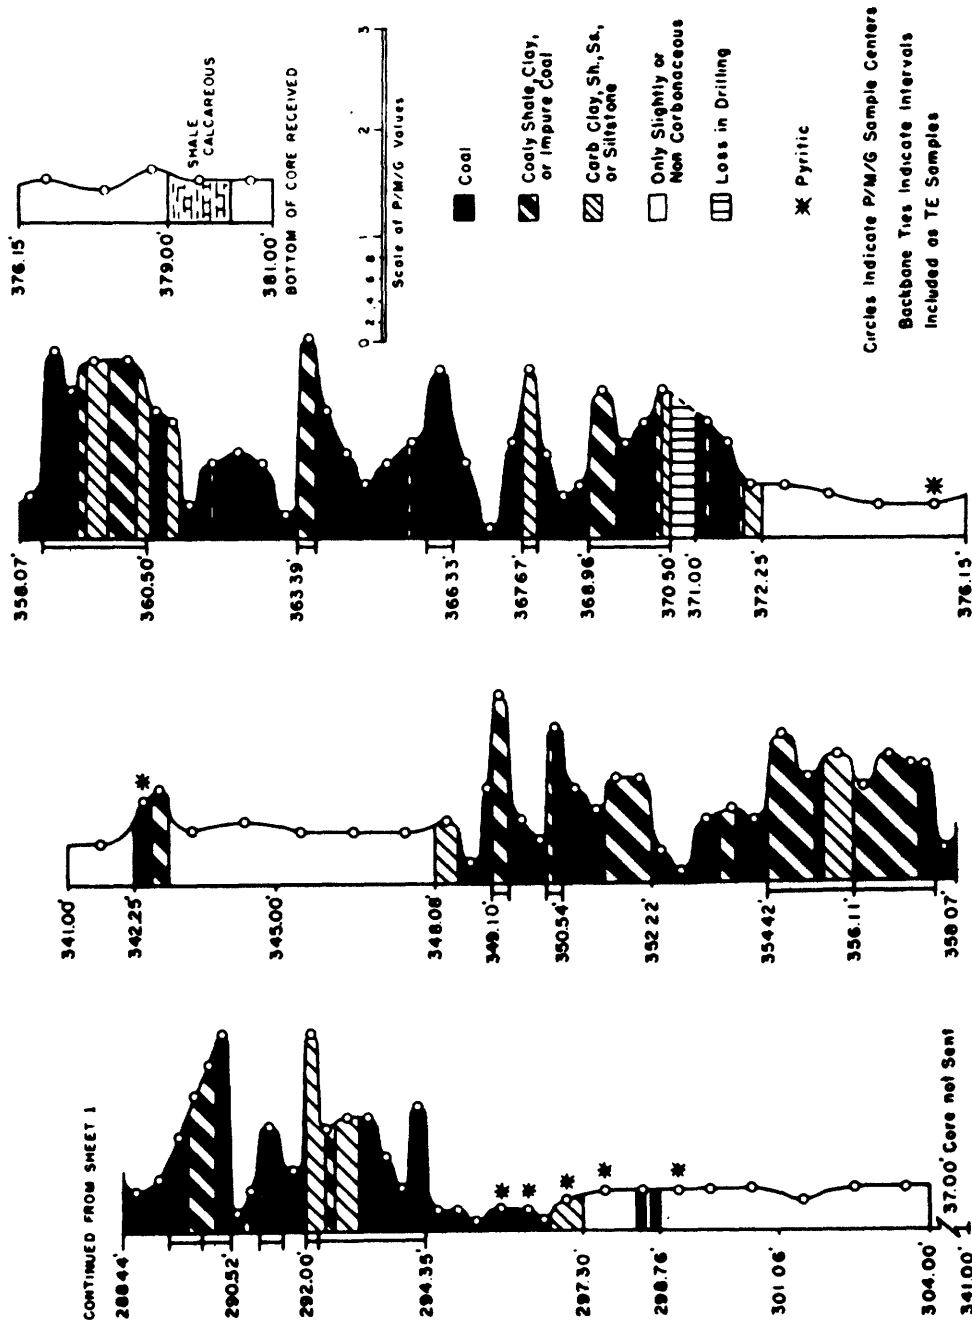 CONTINUED FROM SHEET 1
288.44'
290.52'
292.00'
294.35'
297.30'
298.76'
301.06'
304.00'
37.00' Core not Sent
341.00'
341.00'
342.25'
345.00'
348.08'
349.10'
350.54'
352.22'
354.42'
356.11'
358.07'
358.07'
360.50'
363.39'
366.33'
367.67'
368.96'
370.50'
371.00'
372.25'
376.15'
376.15'
379.00'
381.00'
SHALE
CALCAREOUS
BOTTOM OF CORE RECEIVED
0 .2 .4 .6 .8 1 2 3
Scale of P/M/G Values
Coal
Coaly Shale, Clay,
or Impure Coal
Carb Clay, Sh., Ss.,
or Siltstone
Only Slightly or
Non Carbonaceous
Loss in Drilling
Pyritic
Circles Indicate P/M/G Sample Centers
Backbone Ties Indicate Intervals
Included as TE Samples